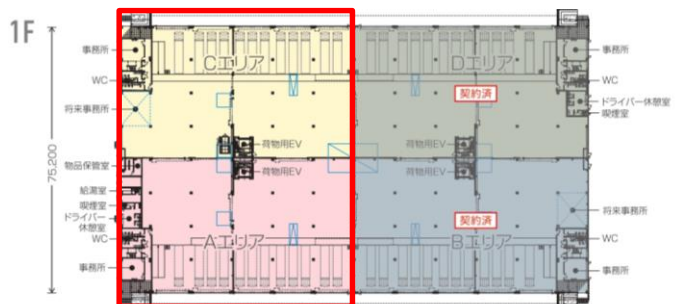 1F
事務所
WC
将来事務所
物品保管室
給湯室
喫煙室
ドライバー
休憩室
WC
事務所
75,200
Cエリア
荷物用EV
荷物用EV
Aエリア
Dエリア
契約済
荷物用EV
荷物用EV
契約済
Bエリア
事務所
WC
ドライバー休憩室
喫煙室
将来事務所
WC
事務所